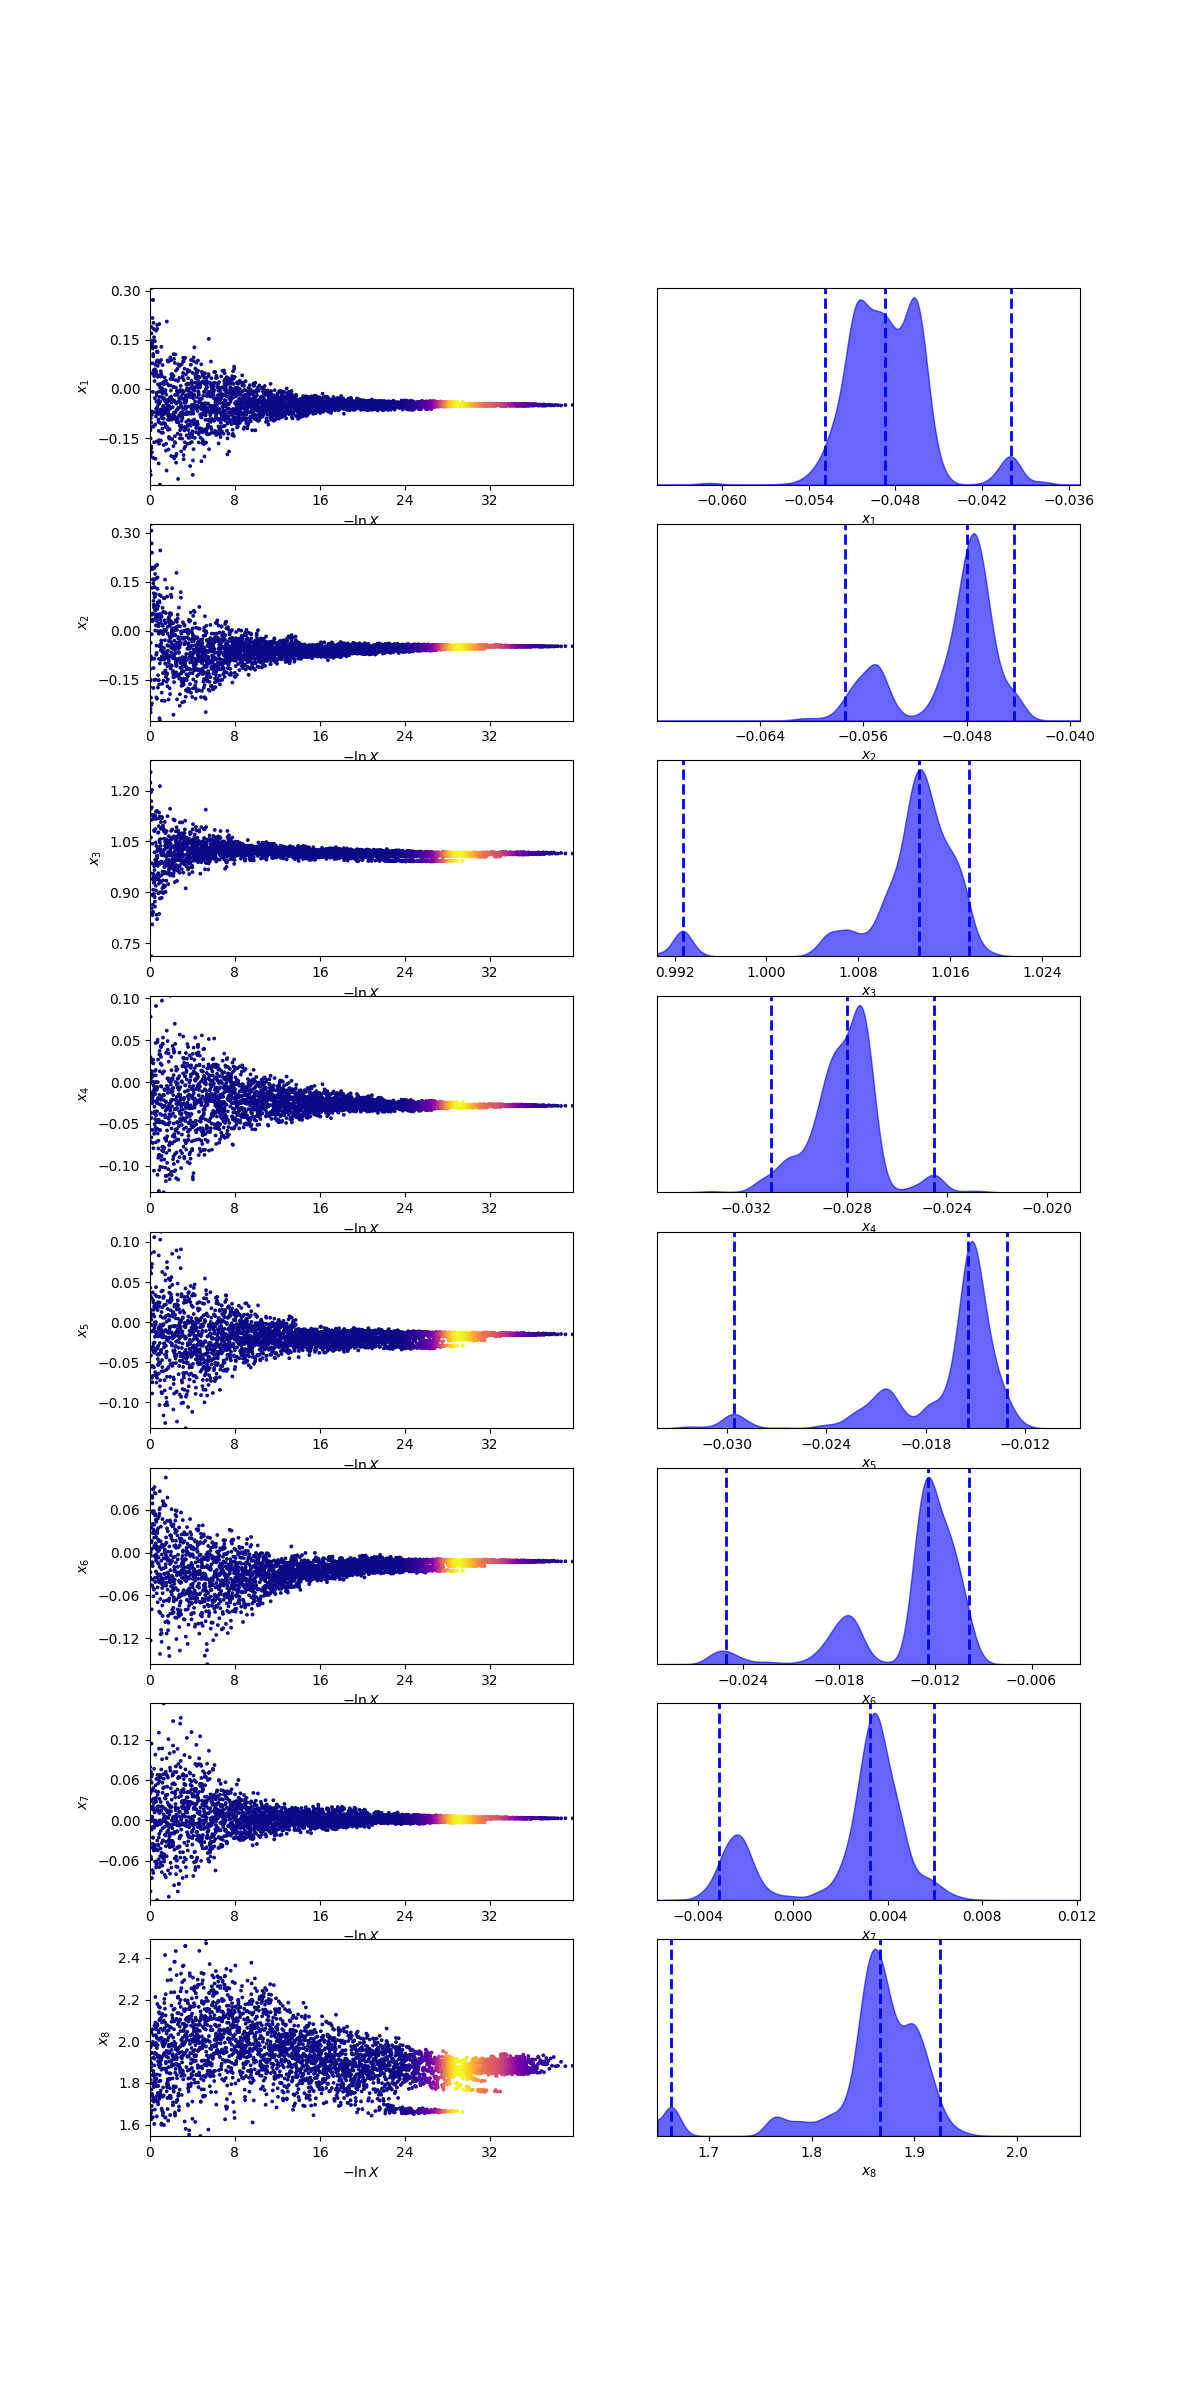 0.30
0.15
0.00
−0.15
x₁
0 8 16 24 32
−ln X
−0.060 −0.054 −0.048 −0.042 −0.036
x₁
0.30
0.15
0.00
−0.15
x₂
0 8 16 24 32
−ln X
−0.064 −0.056 −0.048 −0.040
x₂
1.20
1.05
0.90
0.75
x₃
0 8 16 24 32
−ln X
0.992 1.000 1.008 1.016 1.024
x₃
0.10
0.05
0.00
−0.05
−0.10
x₄
0 8 16 24 32
−ln X
−0.032 −0.028 −0.024 −0.020
x₄
0.10
0.05
0.00
−0.05
−0.10
x₅
0 8 16 24 32
−ln X
−0.030 −0.024 −0.018 −0.012
x₅
0.06
0.00
−0.06
−0.12
x₆
0 8 16 24 32
−ln X
−0.024 −0.018 −0.012 −0.006
x₆
0.12
0.06
0.00
−0.06
x₇
0 8 16 24 32
−ln X
−0.004 0.000 0.004 0.008 0.012
x₇
2.4
2.2
2.0
1.8
1.6
x₈
0 8 16 24 32
−ln X
1.7 1.8 1.9 2.0
x₈